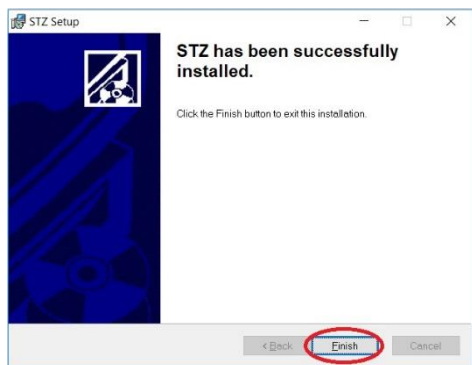 STZ Setup
STZ has been successfully
installed.
Click the Finish button to exit this installation.
< Back
Finish
Cancel